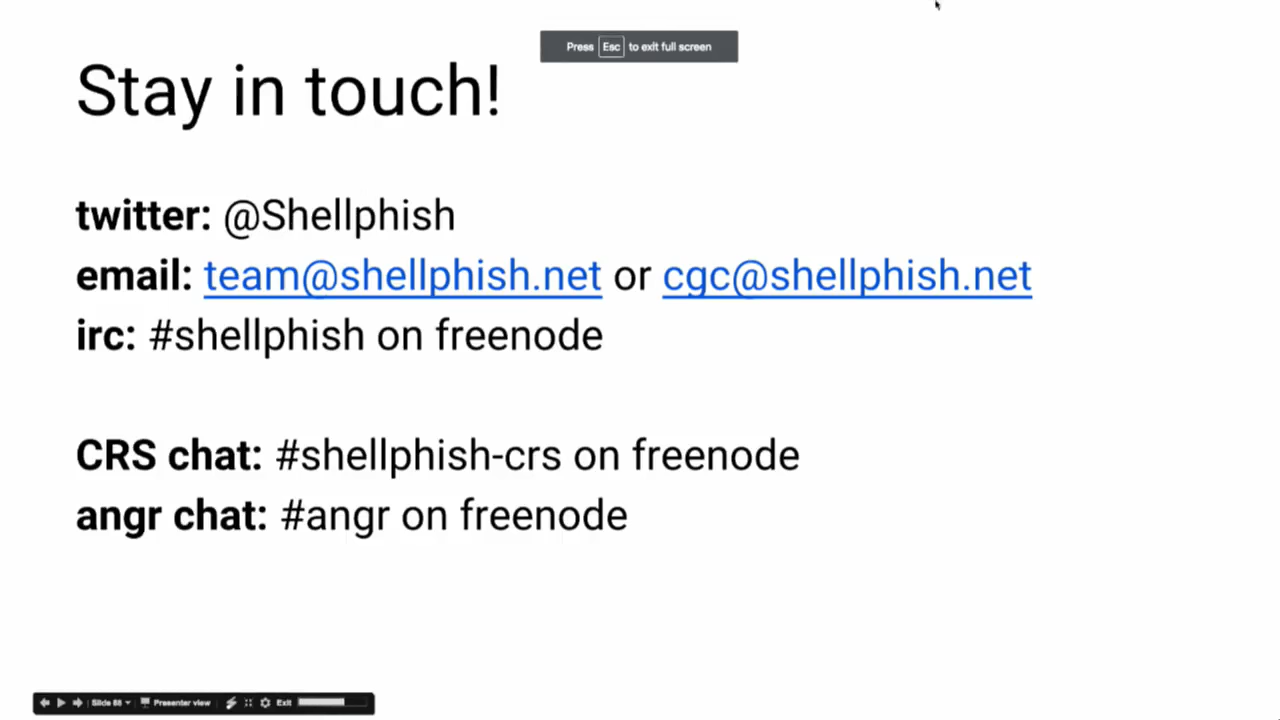 Press Esc to exit full screen
Stay in touch!
twitter: @Shellphish
email: team@shellphish.net or cgc@shellphish.net
irc: #shellphish on freenode
CRS chat: #shellphish-crs on freenode
angr chat: #angr on freenode
Slide 88 Presenter view Exit